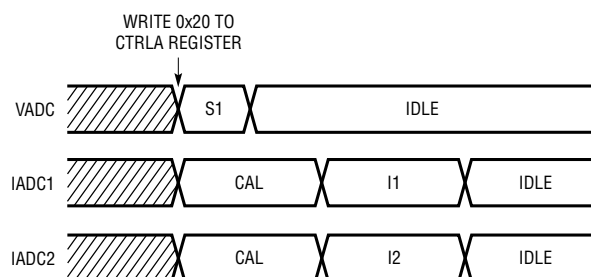 WRITE 0x20 TO
CTRLA REGISTER
VADC S1 IDLE
IADC1 CAL I1 IDLE
IADC2 CAL I2 IDLE